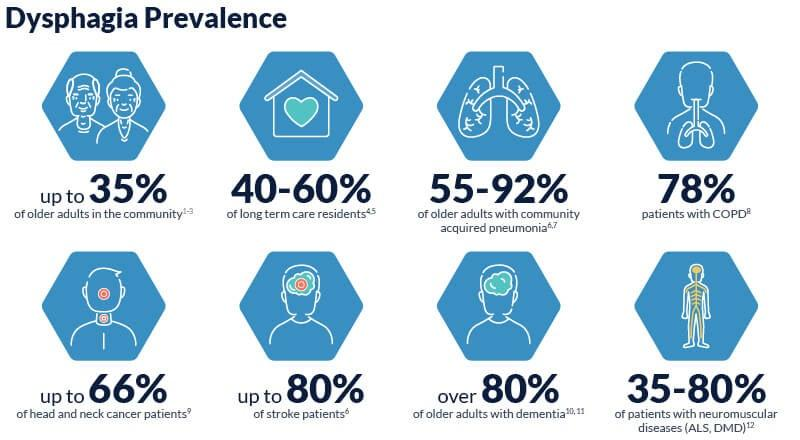 Dysphagia Prevalence
up to 35%
of older adults in the community1-3
40-60%
of long term care residents4,5
55-92%
of older adults with community
acquired pneumonia6,7
78%
patients with COPD8
up to 66%
of head and neck cancer patients9
up to 80%
of stroke patients6
over 80%
of older adults with dementia10,11
35-80%
of patients with neuromuscular
diseases (ALS, DMD)12